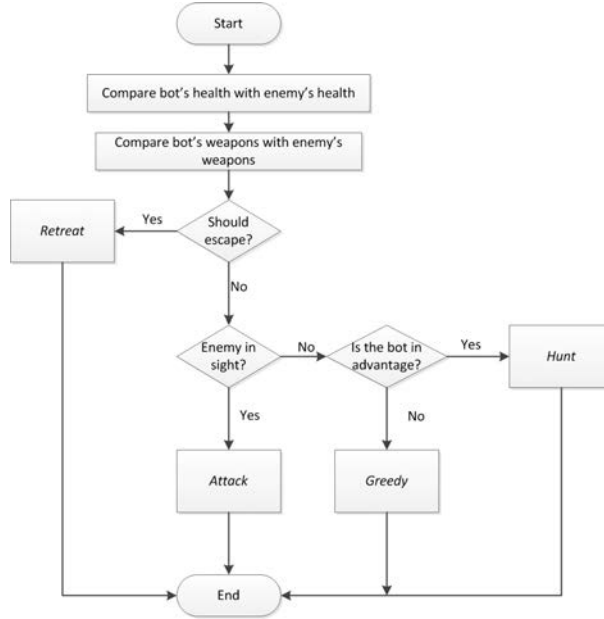 Start
Compare bot's health with enemy's health
Compare bot's weapons with enemy's
weapons
Yes
Should
escape?
Retreat
No
Enemy in
sight?
No
Is the bot in
advantage?
Yes
Hunt
Yes
No
Attack
Greedy
End